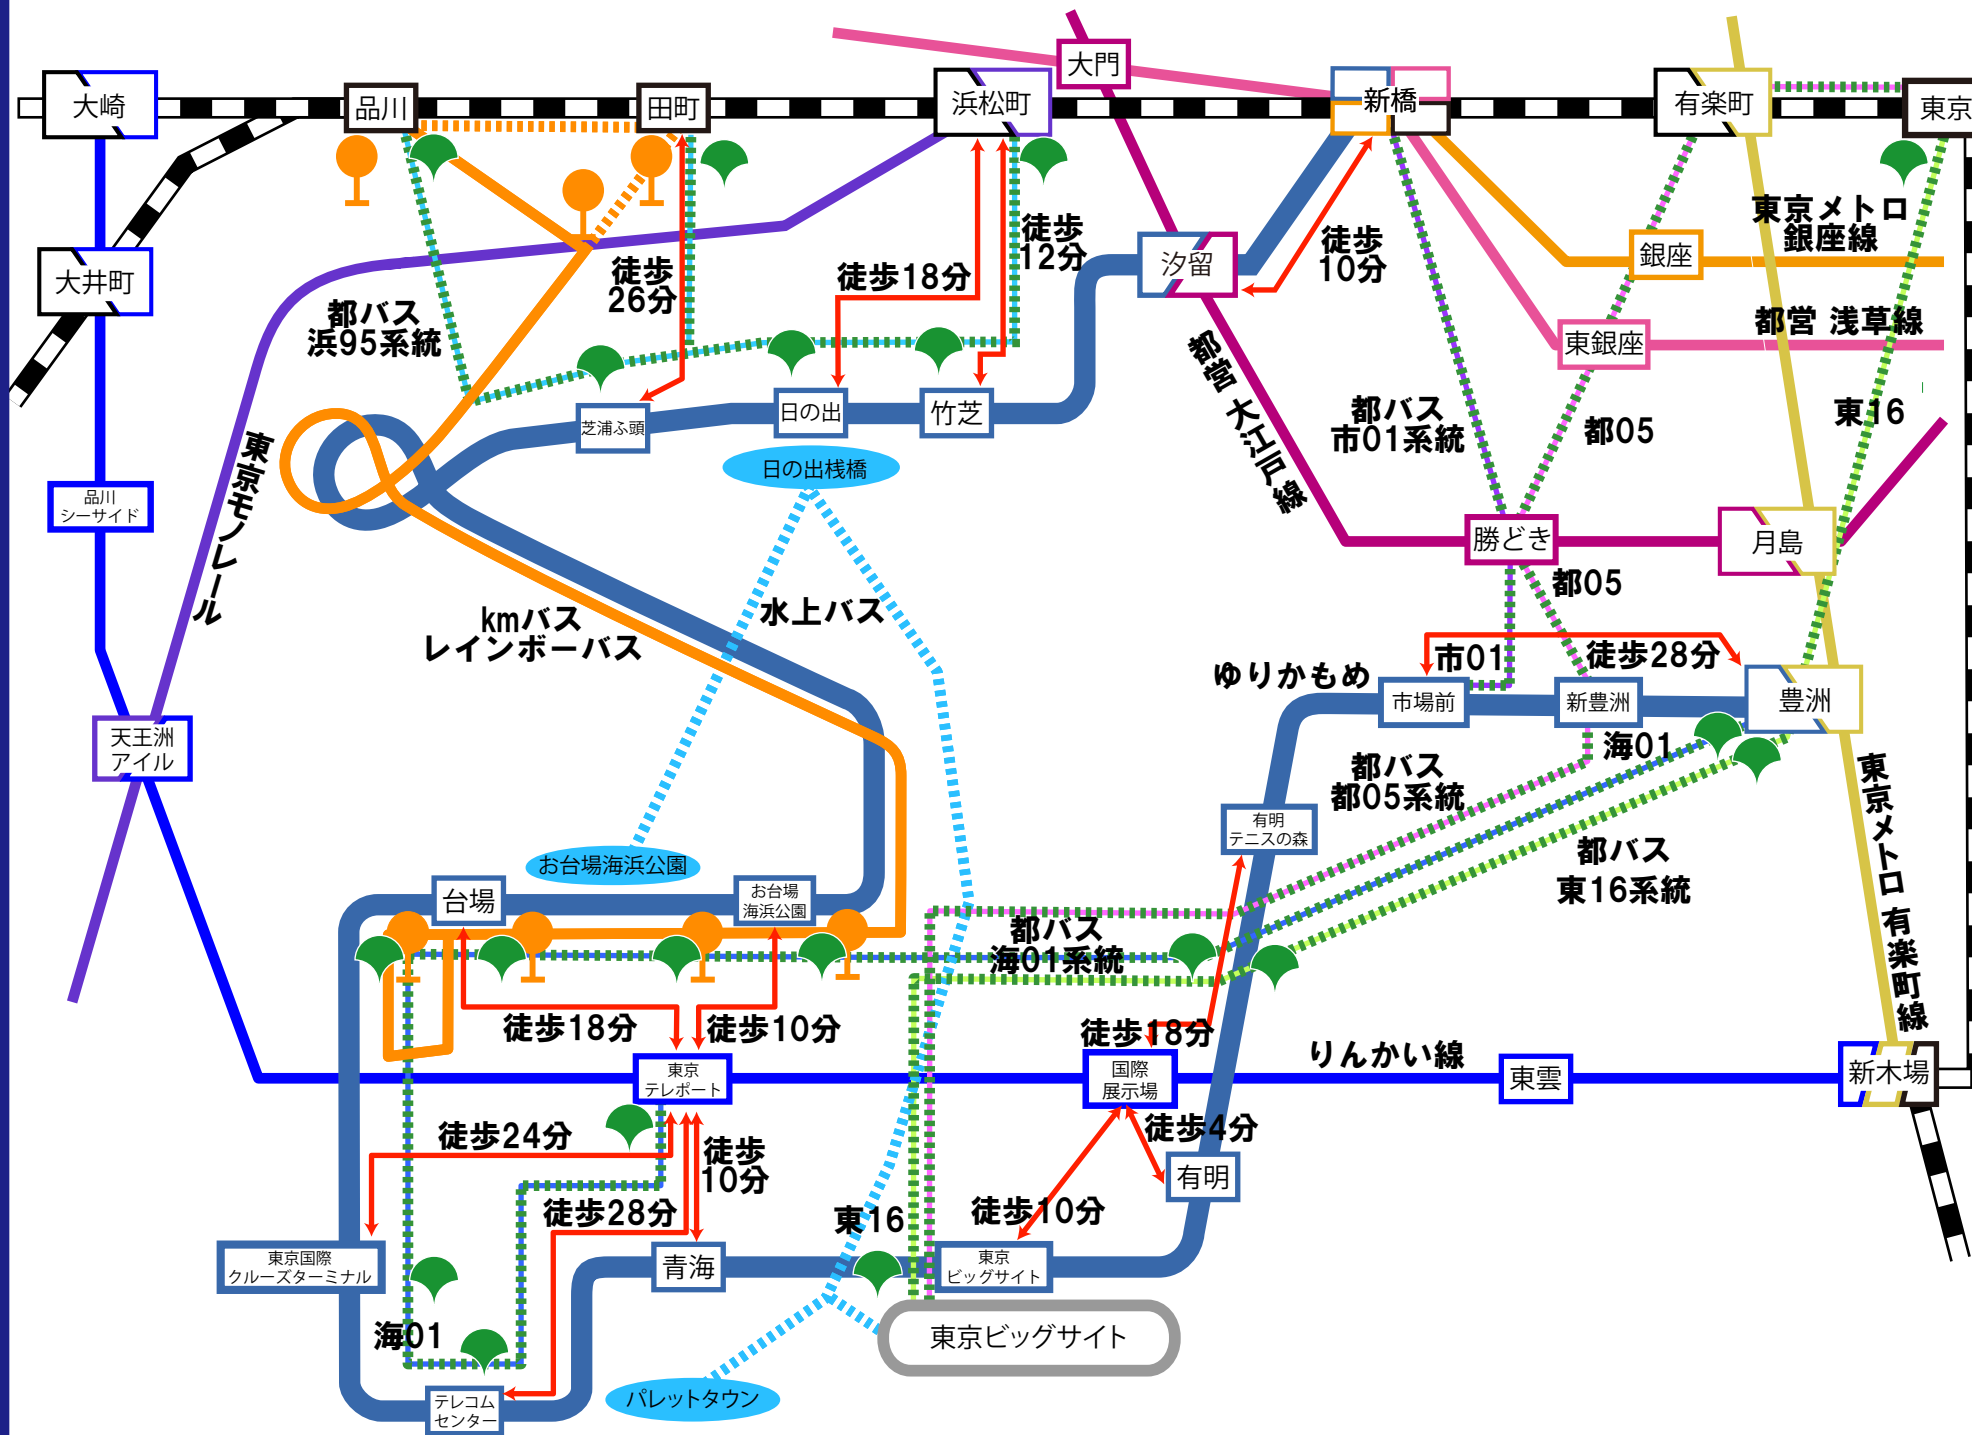 大門
大崎
品川
田町
浜松町
新橋
有楽町
東京
東京メトロ
銀座線
徒歩
12分
徒歩
10分
銀座
汐留
大井町
徒歩
26分
徒歩18分
都バス
浜95系統
都営 浅草線
東銀座
都営 大江戸線
都バス
市01系統
都05
東16
芝浦ふ頭
日の出
竹芝
東京モノレール
日の出桟橋
品川
シーサイド
勝どき
月島
都05
kmバス
レインボーバス
水上バス
市01
徒歩28分
ゆりかもめ
市場前
新豊洲
豊洲
天王洲
アイル
海01
都バス
都05系統
東京メトロ 有楽町線
有明
テニスの森
都バス
東16系統
お台場海浜公園
台場
お台場
海浜公園
都バス
海01系統
徒歩18分
徒歩10分
徒歩18分
りんかい線
東京
テレポート
国際
展示場
東雲
新木場
徒歩24分
徒歩
10分
徒歩4分
有明
徒歩28分
東16
徒歩10分
東京国際
クルーズターミナル
青海
東京
ビッグサイト
海01
東京ビッグサイト
テレコム
センター
パレットタウン